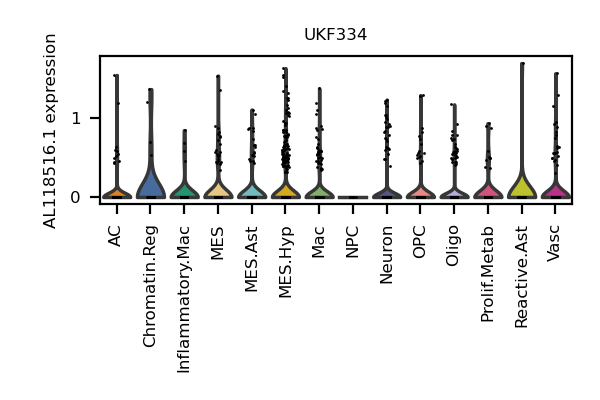 UKF334
AL118516.1 expression
1
0
AC
Chromatin.Reg
Inflammatory.Mac
MES
MES.Ast
MES.Hyp
Mac
NPC
Neuron
OPC
Oligo
Prolif.Metab
Reactive.Ast
Vasc